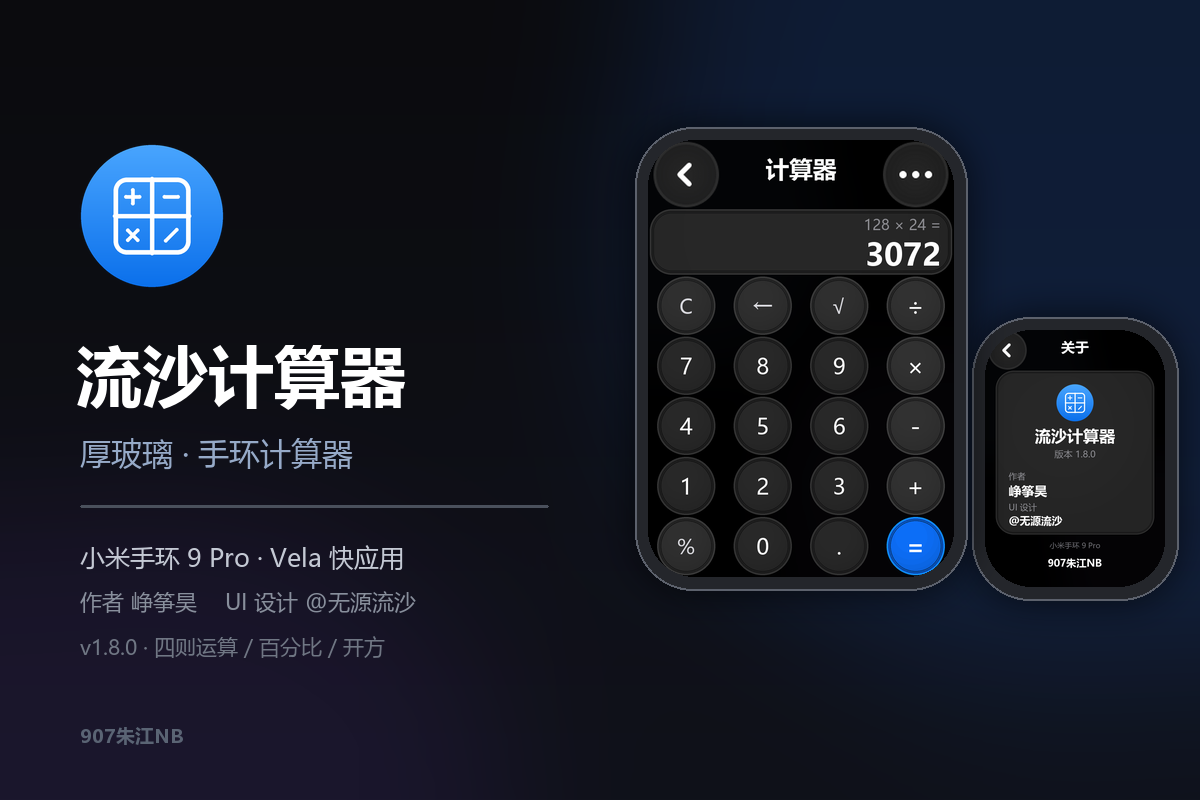 流沙计算器
厚玻璃 · 手环计算器
小米手环 9 Pro · Vela 快应用
作者 峥筝昊 UI 设计 @无源流沙
v1.8.0 · 四则运算 / 百分比 / 开方
907朱江NB
计算器
128 × 24 =
3072
C ← √ ÷
7 8 9 ×
4 5 6 -
1 2 3 +
% 0 . =
关于
流沙计算器
版本 1.8.0
作者
峥筝昊
UI 设计
@无源流沙
小米手环 9 Pro
907朱江NB